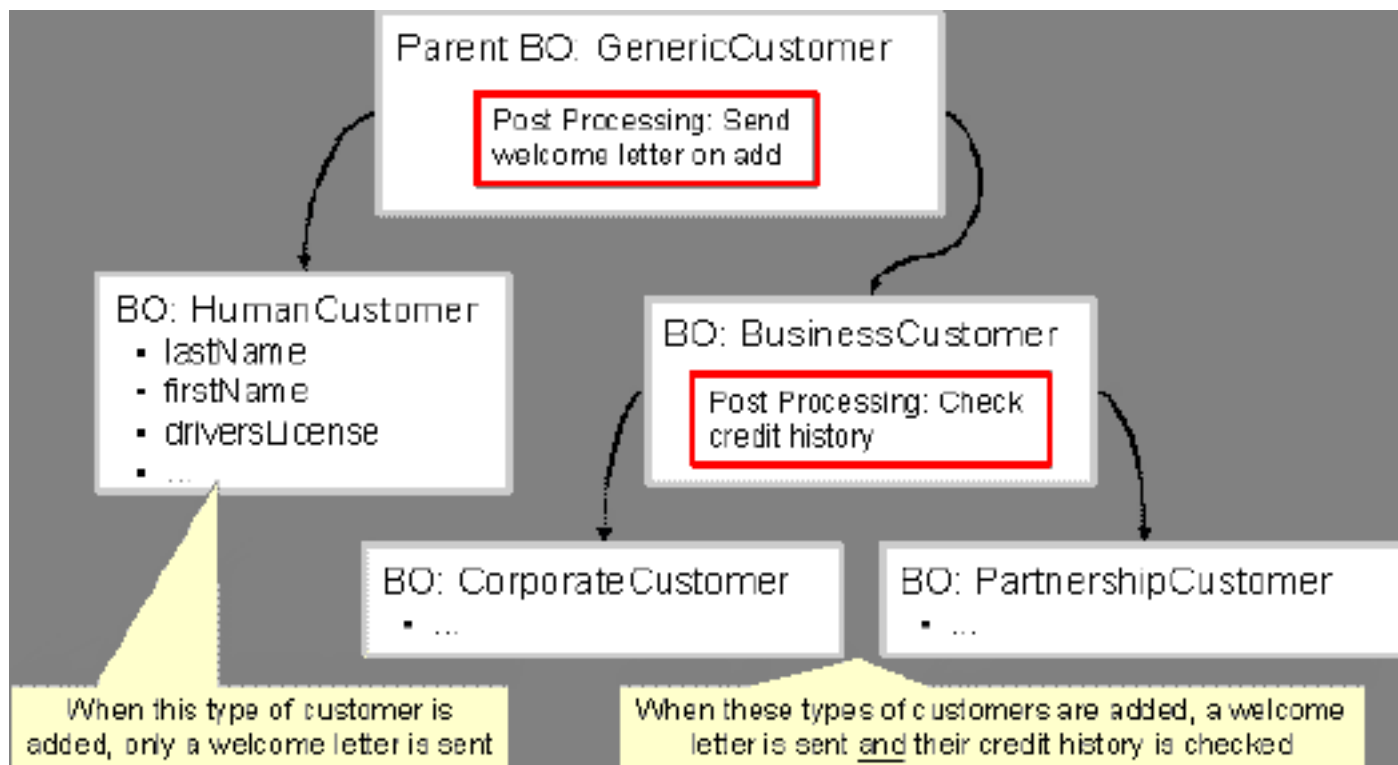 Parent BO: GenericCustomer
Post Processing: Send
welcome letter on add
BO: HumanCustomer
▪ lastName
▪ firstName
▪ driversLicense
▪ ...
BO: BusinessCustomer
Post Processing: Check
credit history
BO: CorporateCustomer
▪ ...
BO: PartnershipCustomer
▪ ...
When this type of customer is
added, only a welcome letter is sent
When these types of customers are added, a welcome
letter is sent and their credit history is checked